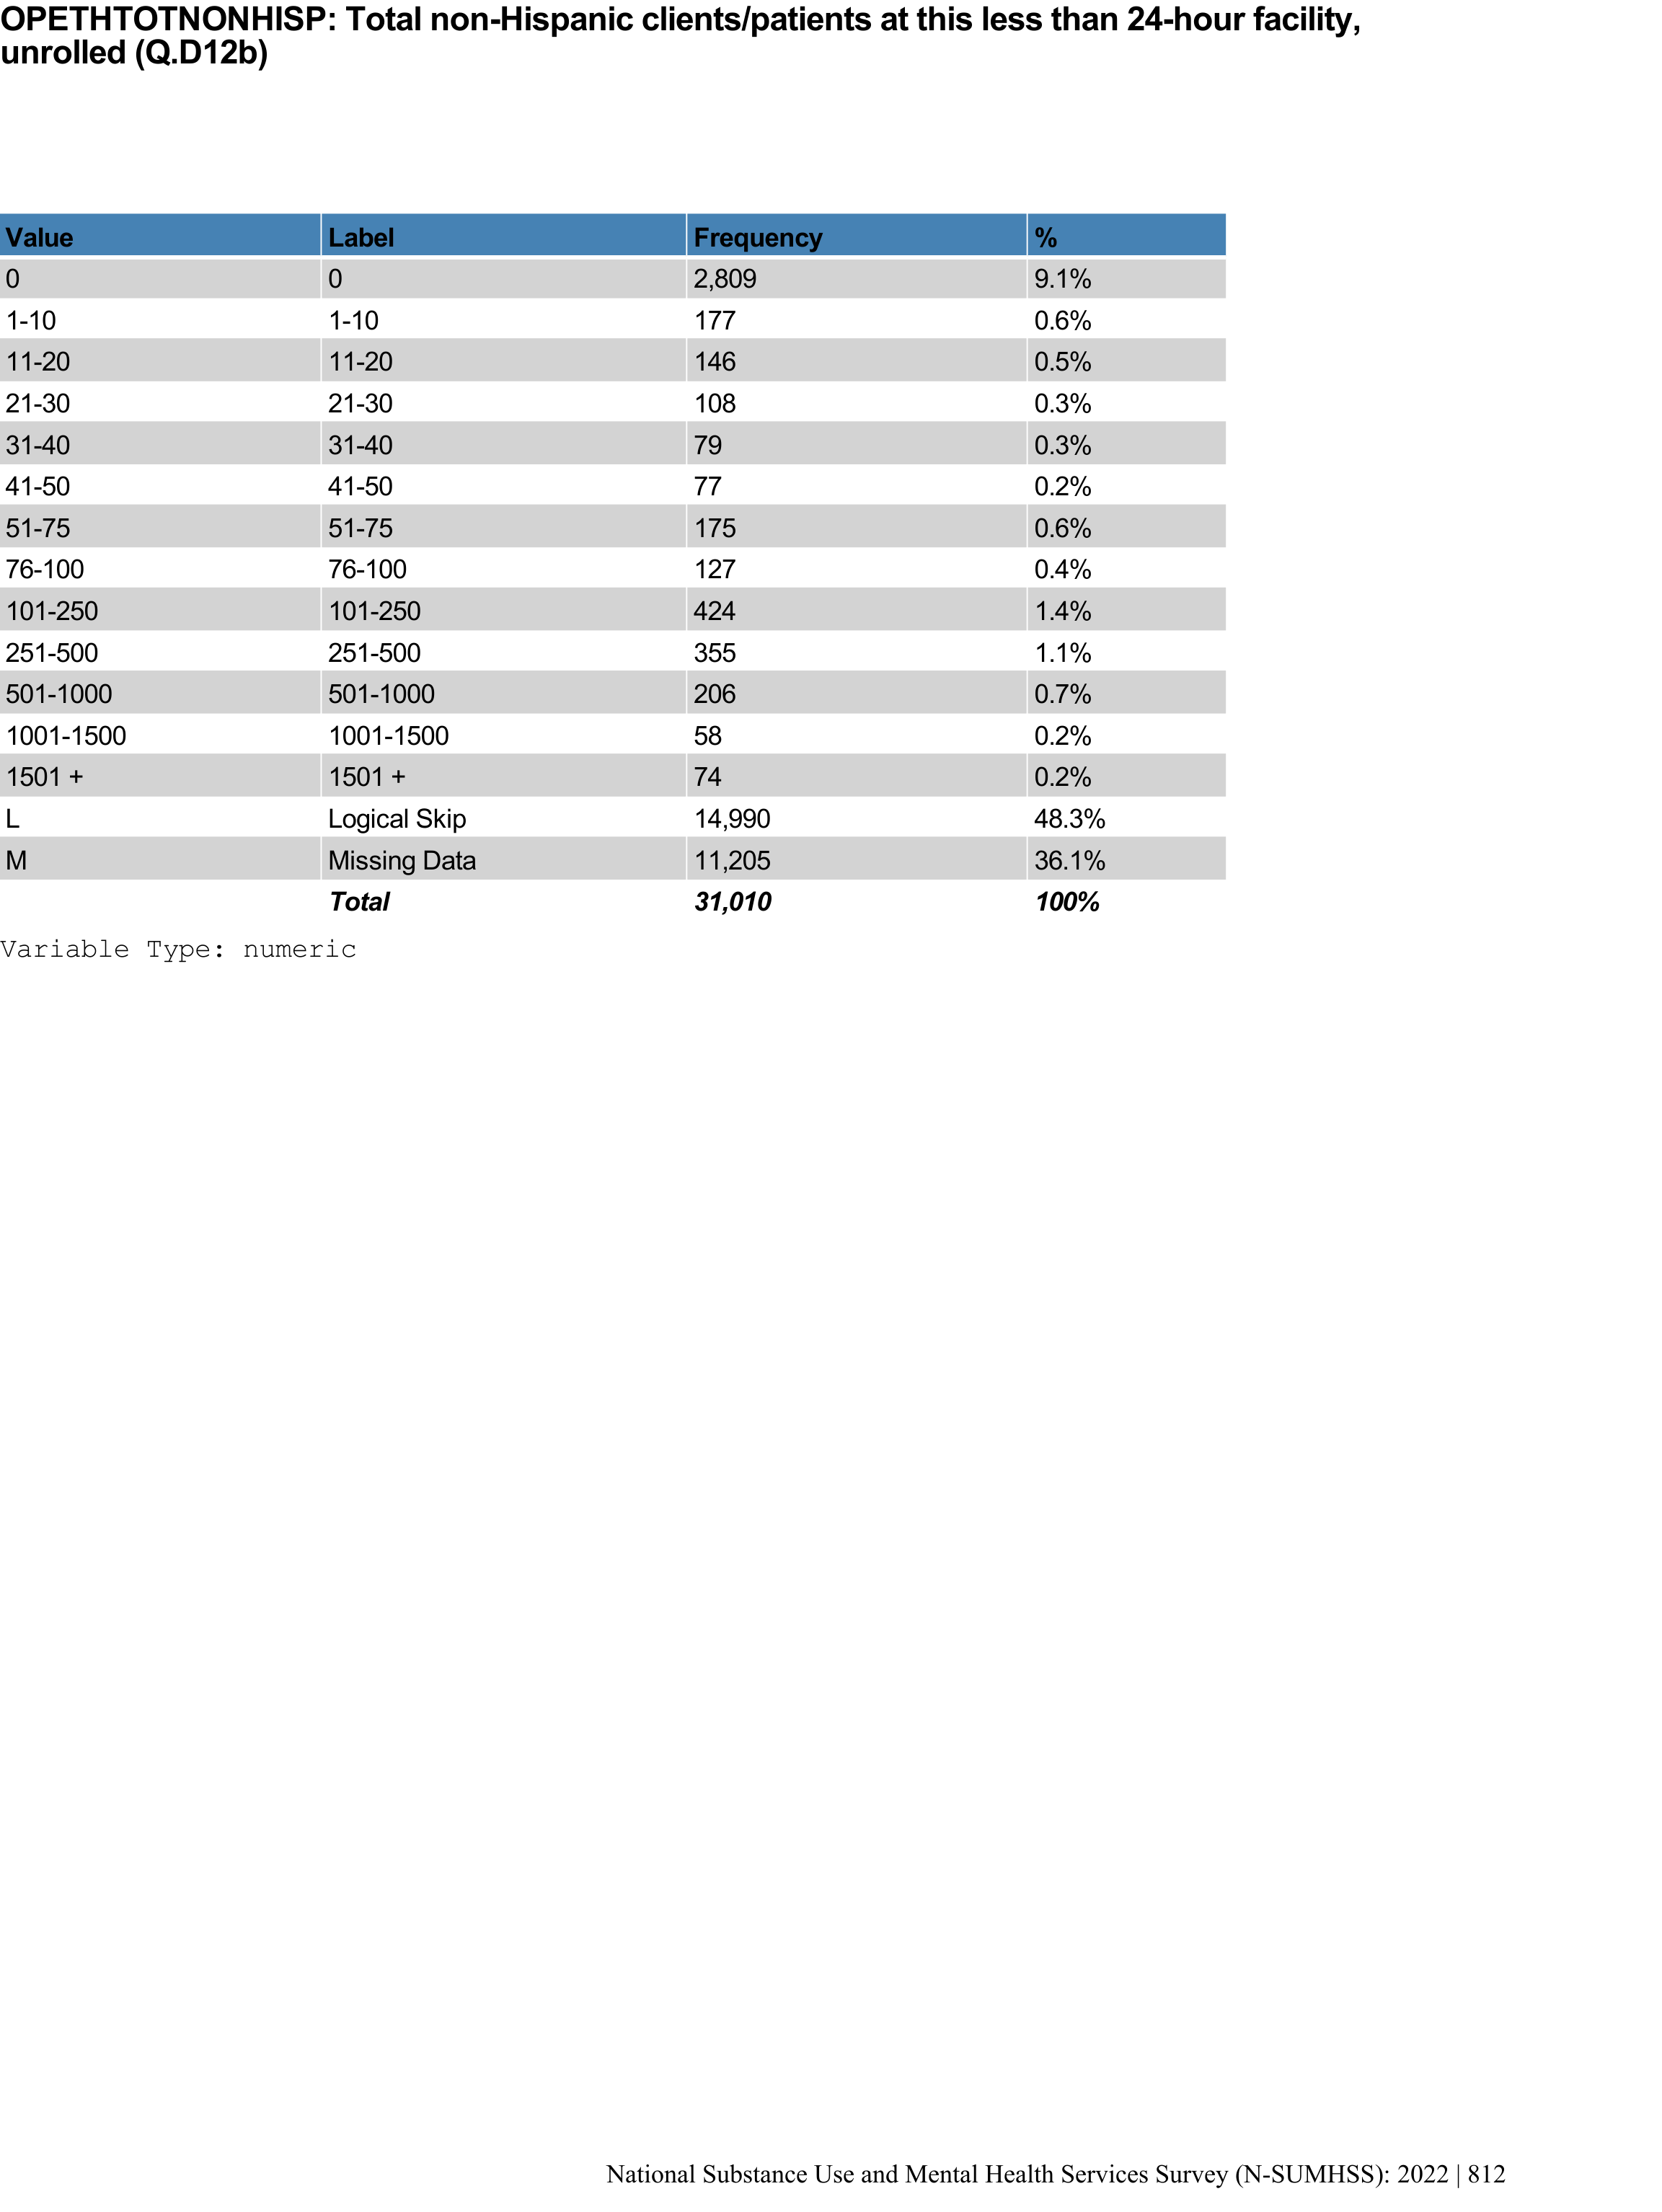 OPETHTOTNONHISP: Total non-Hispanic clients/patients at this less than 24-hour facility,
unrolled (Q.D12b)
Value Label Frequency %
0 0 2,809 9.1%
1-10 1-10 177 0.6%
11-20 11-20 146 0.5%
21-30 21-30 108 0.3%
31-40 31-40 79 0.3%
41-50 41-50 77 0.2%
51-75 51-75 175 0.6%
76-100 76-100 127 0.4%
101-250 101-250 424 1.4%
251-500 251-500 355 1.1%
501-1000 501-1000 206 0.7%
1001-1500 1001-1500 58 0.2%
1501 + 1501 + 74 0.2%
L Logical Skip 14,990 48.3%
M Missing Data 11,205 36.1%
Total 31,010 100%
Variable Type: numeric
National Substance Use and Mental Health Services Survey (N-SUMHSS): 2022 | 812